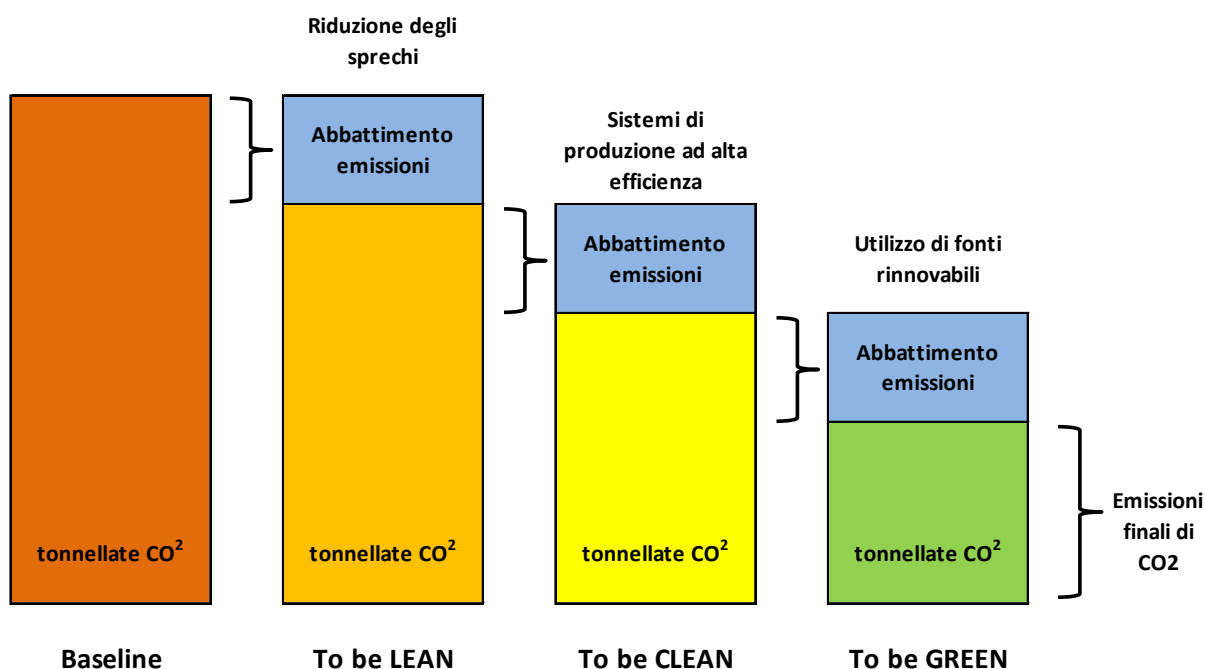 Riduzione degli
sprechi
Abbattimento
emissioni
Sistemi di
produzione ad alta
efficienza
Abbattimento
emissioni
Utilizzo di fonti
rinnovabili
Abbattimento
emissioni
tonnellate CO²
tonnellate CO²
tonnellate CO²
tonnellate CO²
Emissioni
finali di
CO2
Baseline
To be LEAN
To be CLEAN
To be GREEN